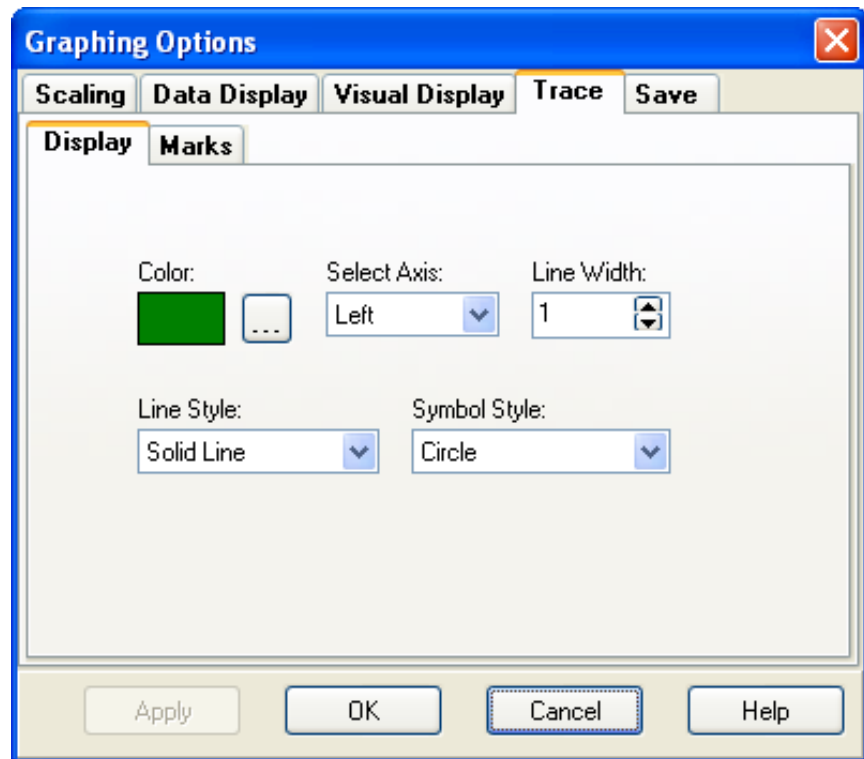 Graphing Options
Scaling Data Display Visual Display Trace Save
Display Marks
Color: Select Axis: Line Width:
... Left 1
Line Style: Symbol Style:
Solid Line Circle
Apply OK Cancel Help